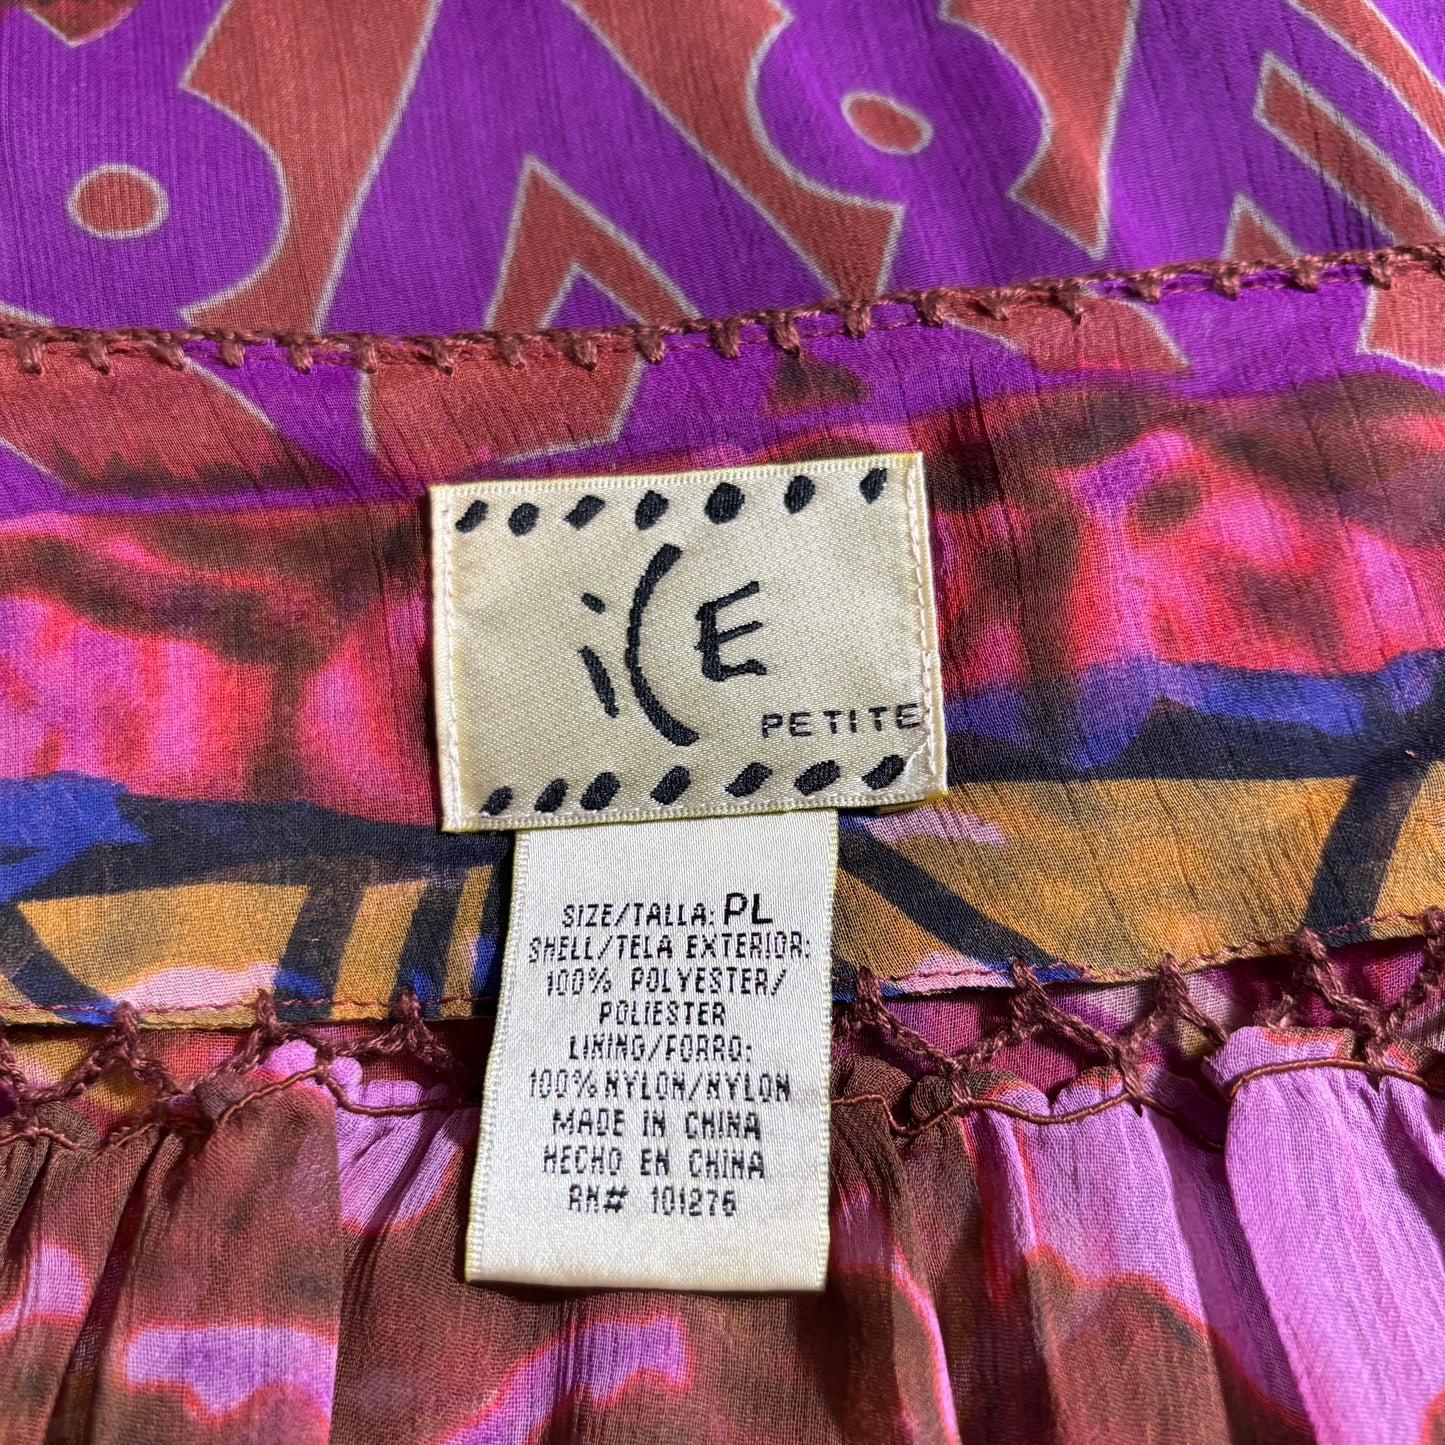 iCE
PETITE
SIZE/TALLA: PL
SHELL/TELA EXTERIOR:
100% POLYESTER/
POLIESTER
LINING/FORRO:
100% NYLON/NYLON
MADE IN CHINA
HECHO EN CHINA
RN# 101276